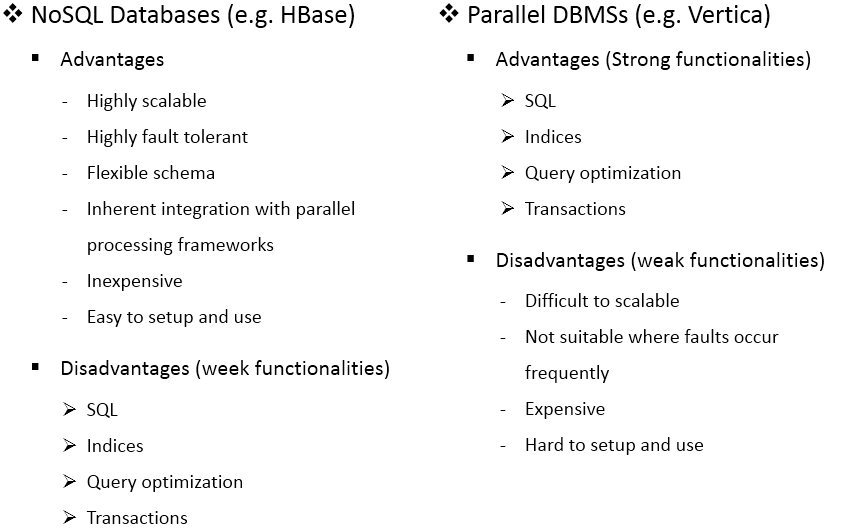 ❖ NoSQL Databases (e.g. HBase)
▪ Advantages
- Highly scalable
- Highly fault tolerant
- Flexible schema
- Inherent integration with parallel
processing frameworks
- Inexpensive
- Easy to setup and use
▪ Disadvantages (week functionalities)
➢ SQL
➢ Indices
➢ Query optimization
➢ Transactions
❖ Parallel DBMSs (e.g. Vertica)
▪ Advantages (Strong functionalities)
➢ SQL
➢ Indices
➢ Query optimization
➢ Transactions
▪ Disadvantages (weak functionalities)
- Difficult to scalable
- Not suitable where faults occur
frequently
- Expensive
- Hard to setup and use